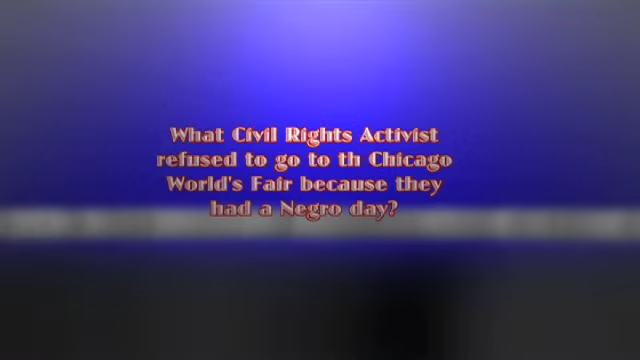 What Civil Rights Activist
refused to go to th Chicago
World's Fair because they
had a Negro day?